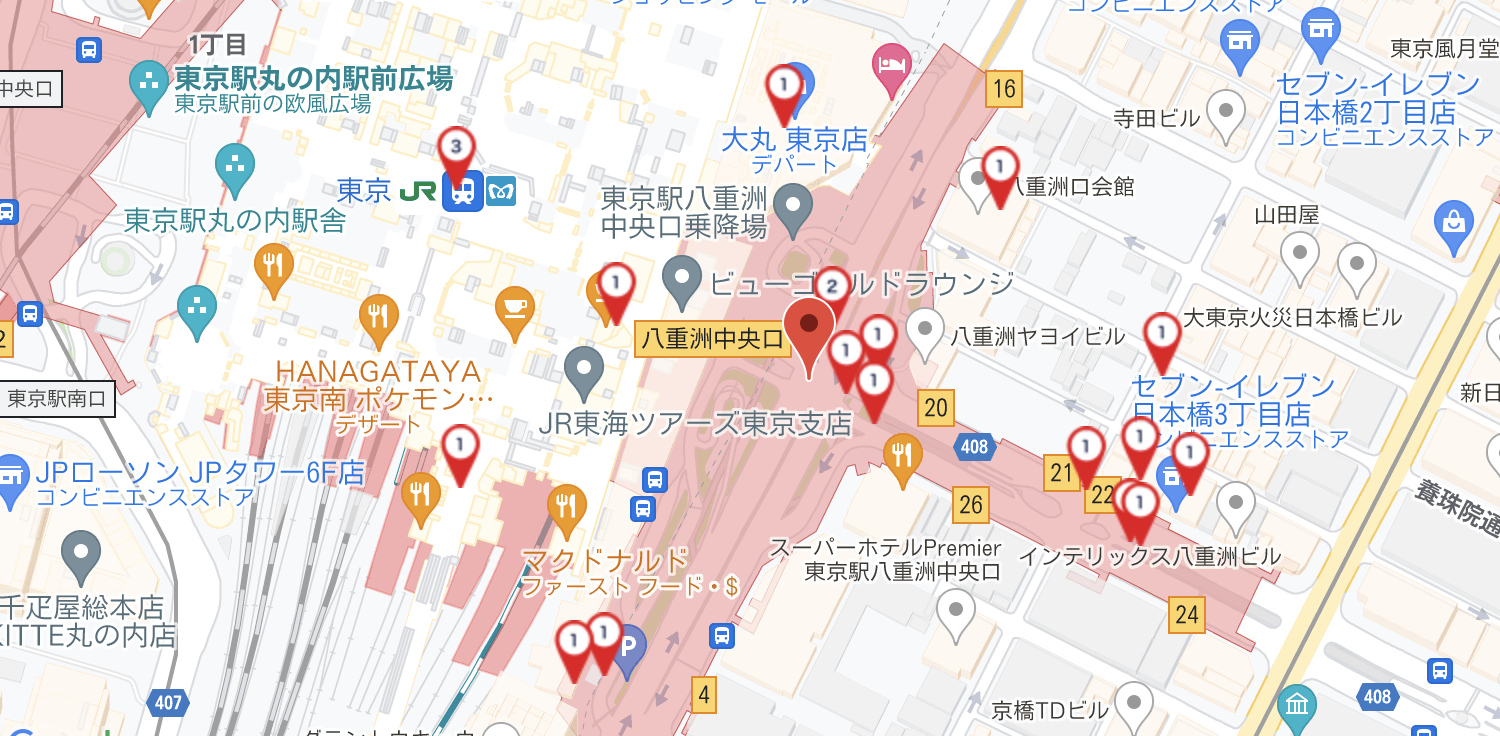 コンビニエンスストア
1丁目
東京風月堂
中央口
東京駅丸の内駅前広場
東京駅前の欧風広場
16
セブン-イレブン
日本橋2丁目店
コンビニエンスストア
1
寺田ビル
大丸 東京店
デパート
3
1
東京 JR
東京駅八重洲
中央口乗降場
八重洲口会館
東京駅丸の内駅舎
山田屋
1
2
ビューゴールドラウンジ
八重洲中央口
1
1
八重洲ヤヨイビル
大東京火災日本橋ビル
1
HANAGATAYA
東京南 ポケモン…
デザート
東京駅南口
1
セブン-イレブン
日本橋3丁目店
コンビニエンスストア
20
JR東海ツアーズ東京支店
408
1
1
1
1
JPローソン JPタワー6F店
コンビニエンスストア
21
22
1
26
養珠院通
スーパーホテルPremier
東京駅八重洲中央口
インテリックス八重洲ビル
マクドナルド
ファースト フード・$
千疋屋総本店
KITTE丸の内店
24
1
1
P
4
407
408
京橋TDビル